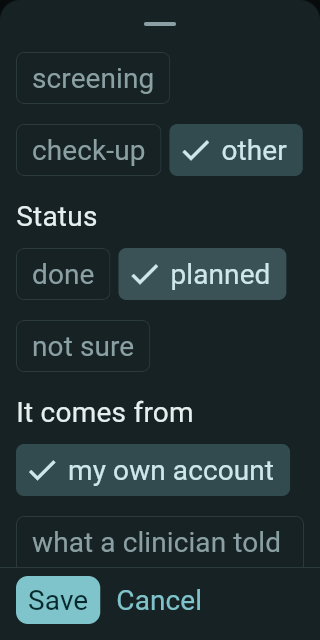 screening
check-up
other
Status
done
planned
not sure
It comes from
my own account
what a clinician told
Save
Cancel